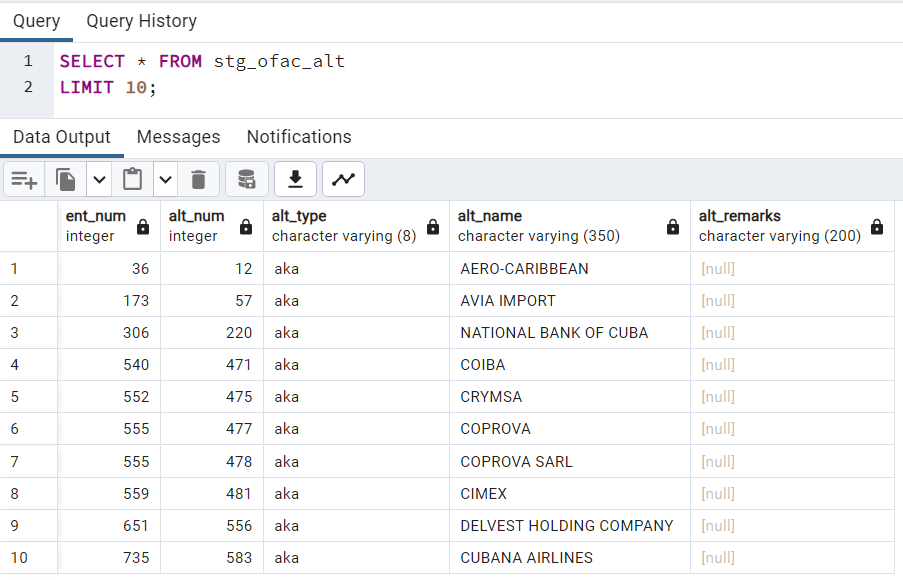 Query Query History
1 SELECT * FROM stg_ofac_alt
2 LIMIT 10;
Data Output Messages Notifications
ent_num alt_num alt_type alt_name alt_remarks
integer integer character varying (8) character varying (350) character varying (200)
1 36 12 aka AERO-CARIBBEAN [null]
2 173 57 aka AVIA IMPORT [null]
3 306 220 aka NATIONAL BANK OF CUBA [null]
4 540 471 aka COIBA [null]
5 552 475 aka CRYMSA [null]
6 555 477 aka COPROVA [null]
7 555 478 aka COPROVA SARL [null]
8 559 481 aka CIMEX [null]
9 651 556 aka DELVEST HOLDING COMPANY [null]
10 735 583 aka CUBANA AIRLINES [null]